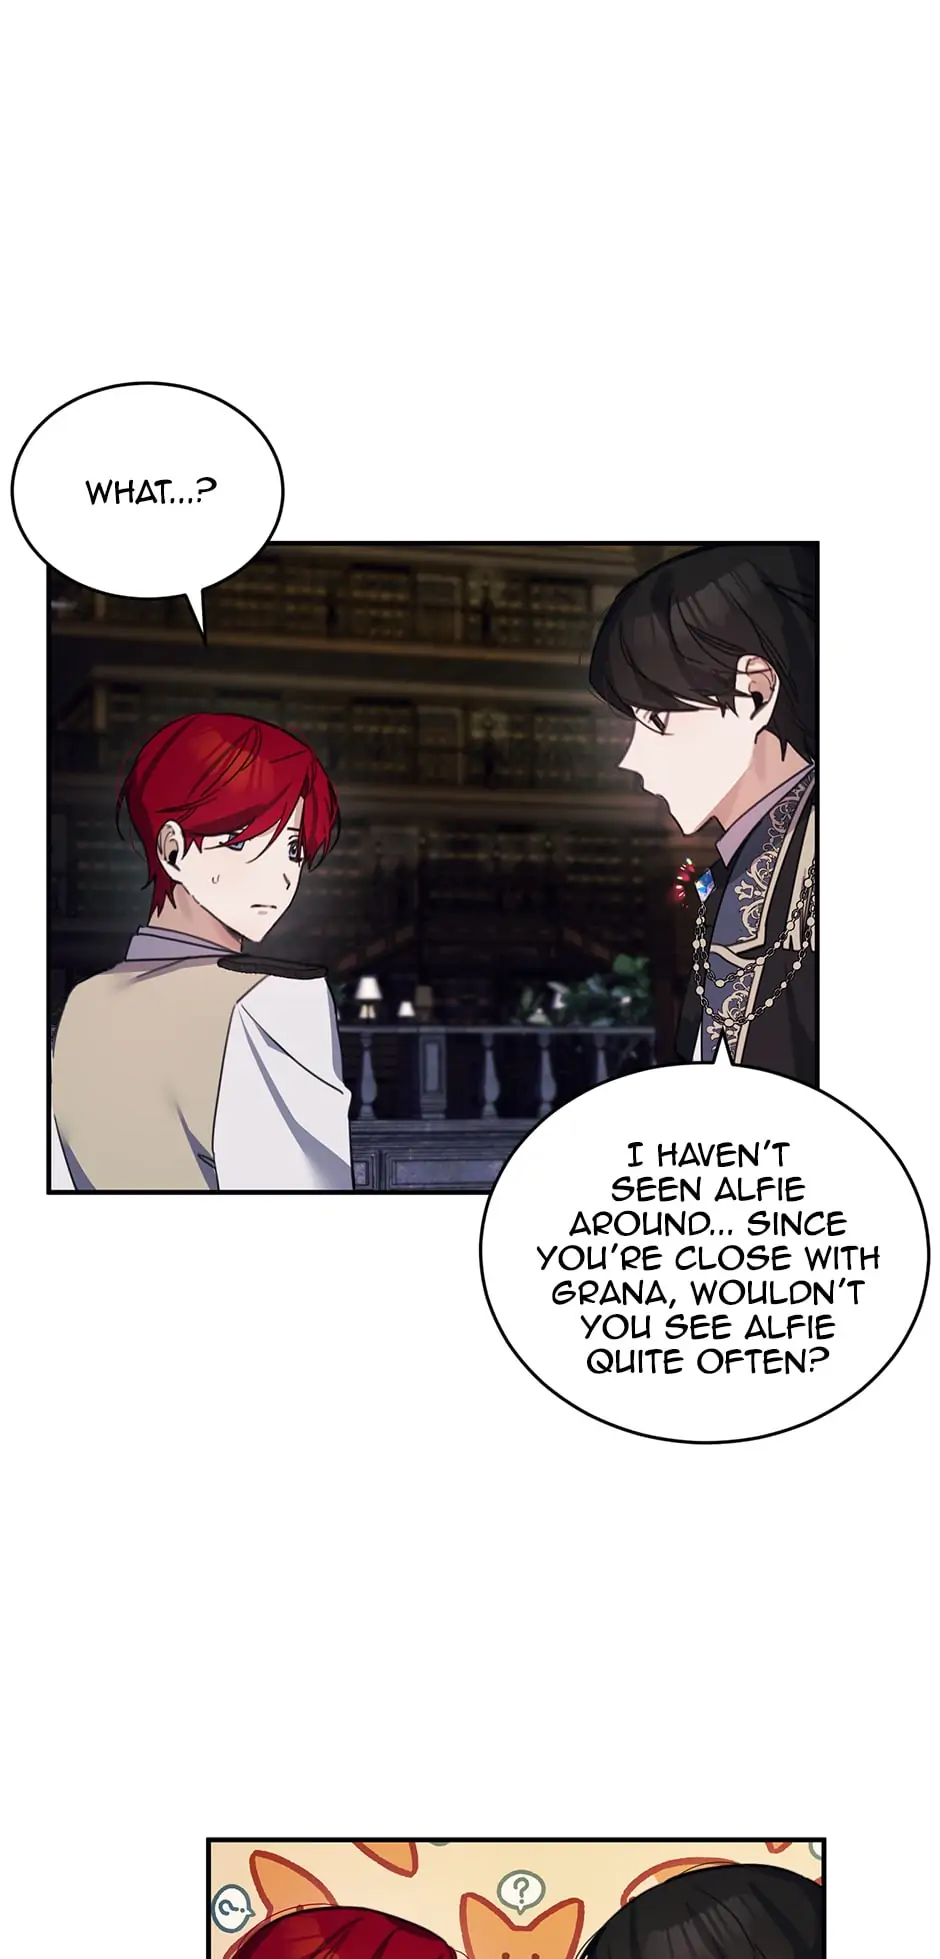 WHAT...?
I HAVEN'T
SEEN ALFIE
AROUND... SINCE
YOU'RE CLOSE WITH
GRANA, WOULDN'T
YOU SEE ALFIE
QUITE OFTEN?
?
?